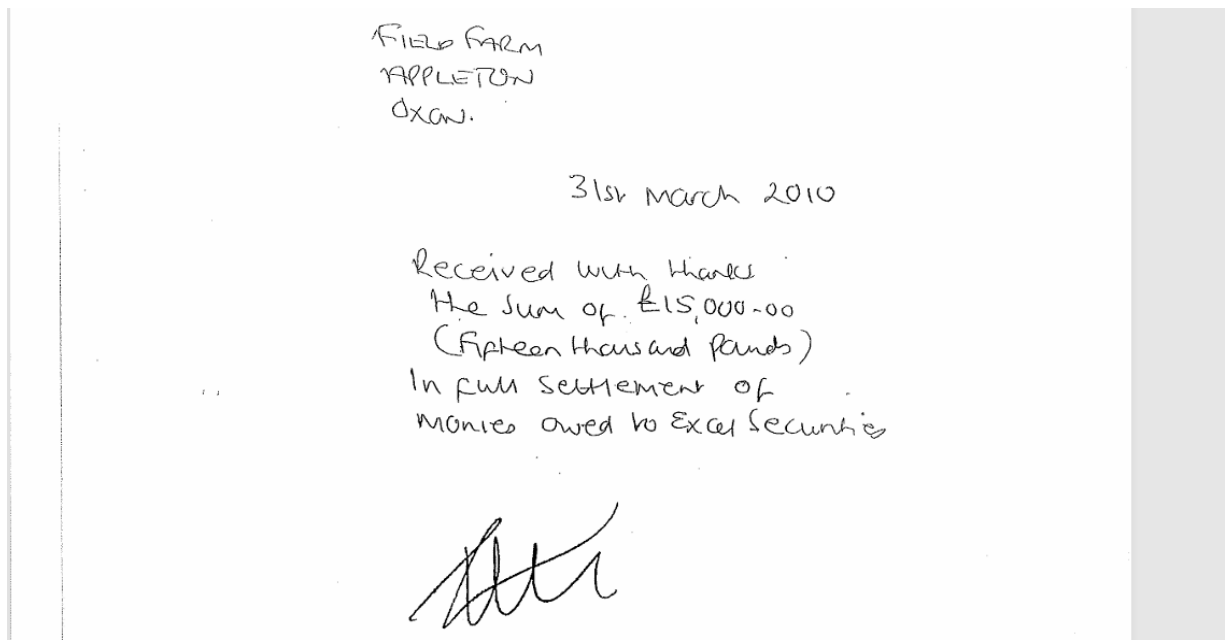 FIELD FARM
APPLETON
OXON.
31st March 2010
Received with thanks
the sum of £15,000-00
(Fifteen thousand pounds)
In full settlement of
monies owed to Excel Securities